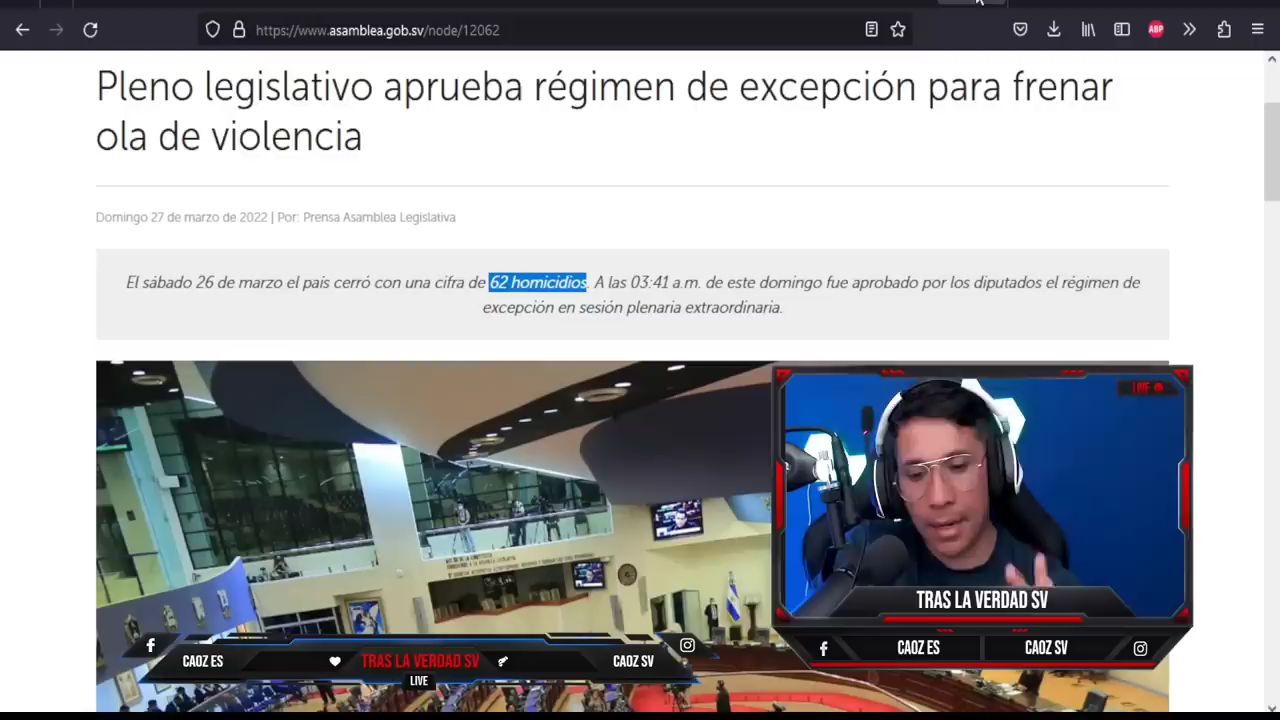 https://www.asamblea.gob.sv/node/12062
ABP
Pleno legislativo aprueba régimen de excepción para frenar
ola de violencia
Domingo 27 de marzo de 2022 | Por: Prensa Asamblea Legislativa
El sábado 26 de marzo el país cerró con una cifra de 62 homicidios. A las 03:41 a.m. de este domingo fue aprobado por los diputados el régimen de
excepción en sesión plenaria extraordinaria.
LIVE
TRAS LA VERDAD SV
CAOZ ES
CAOZ SV
CAOZ ES
TRAS LA VERDAD SV
CAOZ SV
LIVE